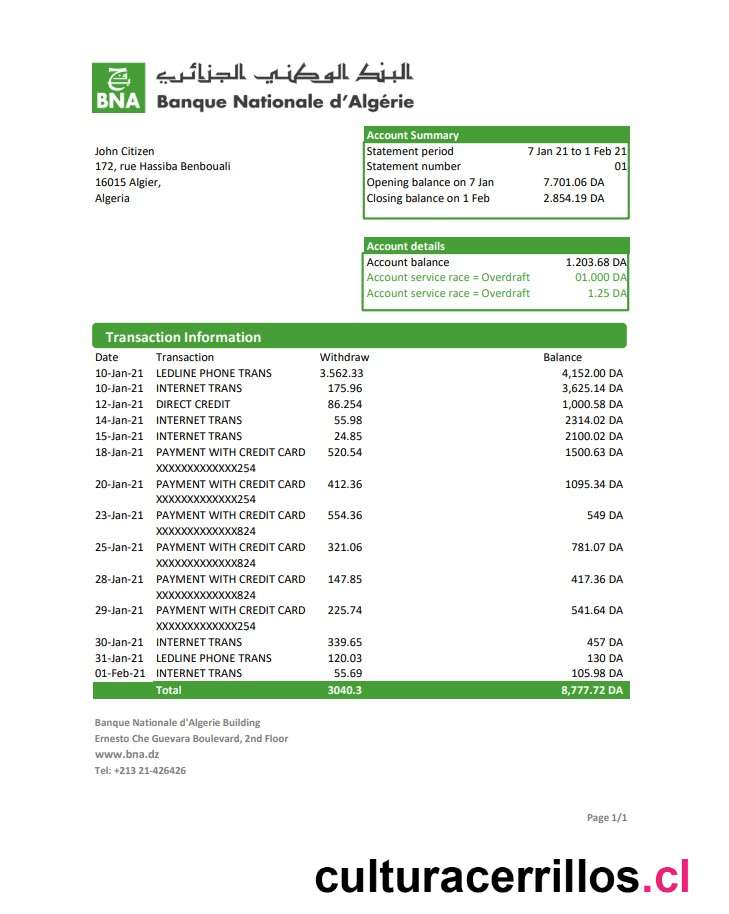 البنك الوطني الجزائري
BNA
Banque Nationale d'Algérie
John Citizen
172, rue Hassiba Benbouali
16015 Algier,
Algeria
Account Summary
Statement period 7 Jan 21 to 1 Feb 21
Statement number 01
Opening balance on 7 Jan 7.701.06 DA
Closing balance on 1 Feb 2.854.19 DA
Account details
Account balance 1.203.68 DA
Account service race = Overdraft 01.000 DA
Account service race = Overdraft 1.25 DA
Transaction Information
Date Transaction Withdraw Balance
10-Jan-21 LEDLINE PHONE TRANS 3.562.33 4,152.00 DA
10-Jan-21 INTERNET TRANS 175.96 3,625.14 DA
12-Jan-21 DIRECT CREDIT 86.254 1,000.58 DA
14-Jan-21 INTERNET TRANS 55.98 2314.02 DA
15-Jan-21 INTERNET TRANS 24.85 2100.02 DA
18-Jan-21 PAYMENT WITH CREDIT CARD 520.54 1500.63 DA
XXXXXXXXXXXXX254
20-Jan-21 PAYMENT WITH CREDIT CARD 412.36 1095.34 DA
XXXXXXXXXXXXX254
23-Jan-21 PAYMENT WITH CREDIT CARD 554.36 549 DA
XXXXXXXXXXXXX824
25-Jan-21 PAYMENT WITH CREDIT CARD 321.06 781.07 DA
XXXXXXXXXXXXX824
28-Jan-21 PAYMENT WITH CREDIT CARD 147.85 417.36 DA
XXXXXXXXXXXXX824
29-Jan-21 PAYMENT WITH CREDIT CARD 225.74 541.64 DA
XXXXXXXXXXXXX254
30-Jan-21 INTERNET TRANS 339.65 457 DA
31-Jan-21 LEDLINE PHONE TRANS 120.03 130 DA
01-Feb-21 INTERNET TRANS 55.69 105.98 DA
Total 3040.3 8,777.72 DA
Banque Nationale d'Algerie Building
Ernesto Che Guevara Boulevard, 2nd Floor
www.bna.dz
Tel: +213 21-426426
Page 1/1
culturacerrillos.cl